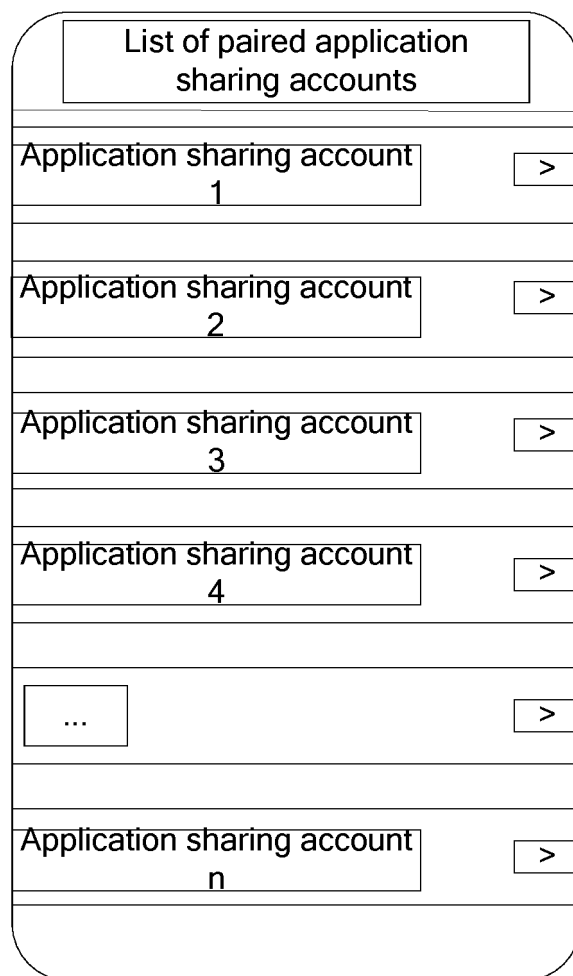 List of paired application
sharing accounts
Application sharing account
1
>
Application sharing account
2
>
Application sharing account
3
>
Application sharing account
4
>
...
>
Application sharing account
n
>